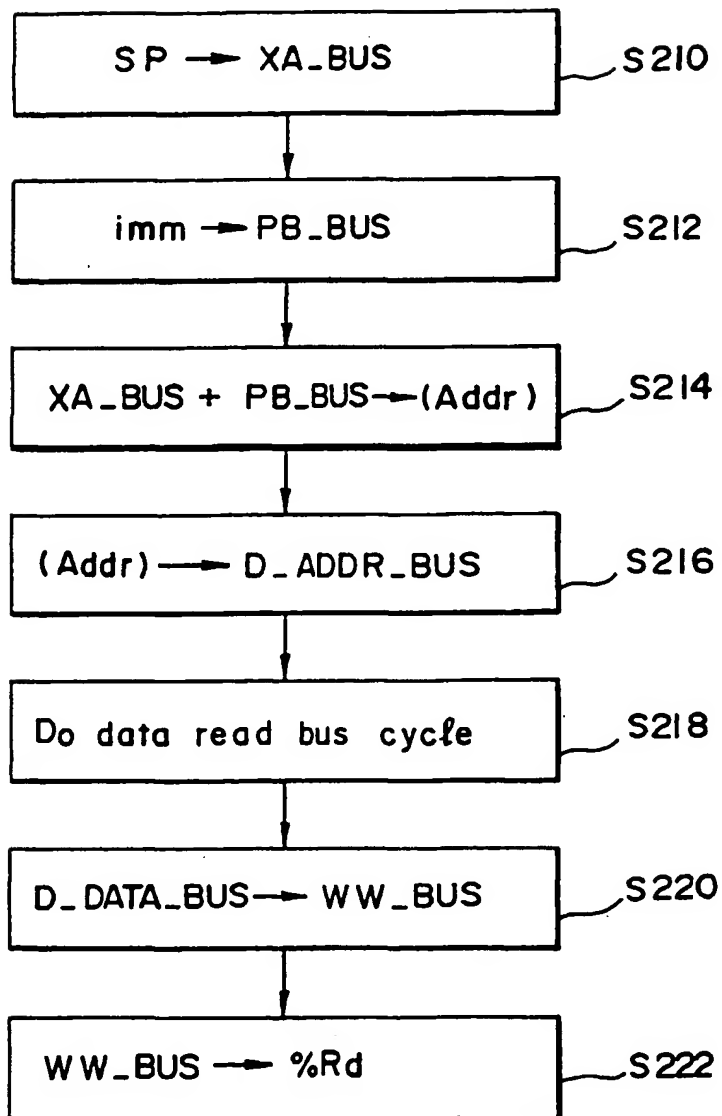 SP → XA_BUS S210
imm → PB_BUS S212
XA_BUS + PB_BUS → (Addr) S214
(Addr) → D_ADDR_BUS S216
Do data read bus cycle S218
D_DATA_BUS → WW_BUS S220
WW_BUS → %Rd S222